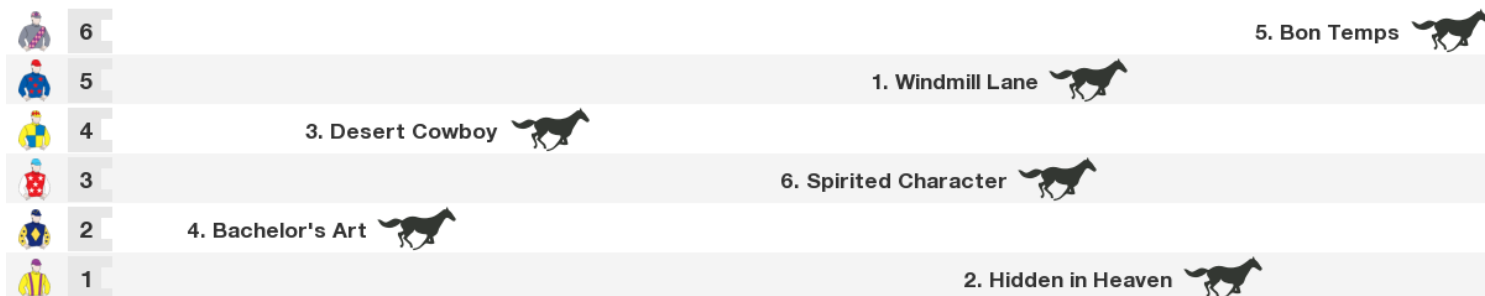 6 5. Bon Temps
5 1. Windmill Lane
4 3. Desert Cowboy
3 6. Spirited Character
2 4. Bachelor's Art
1 2. Hidden in Heaven